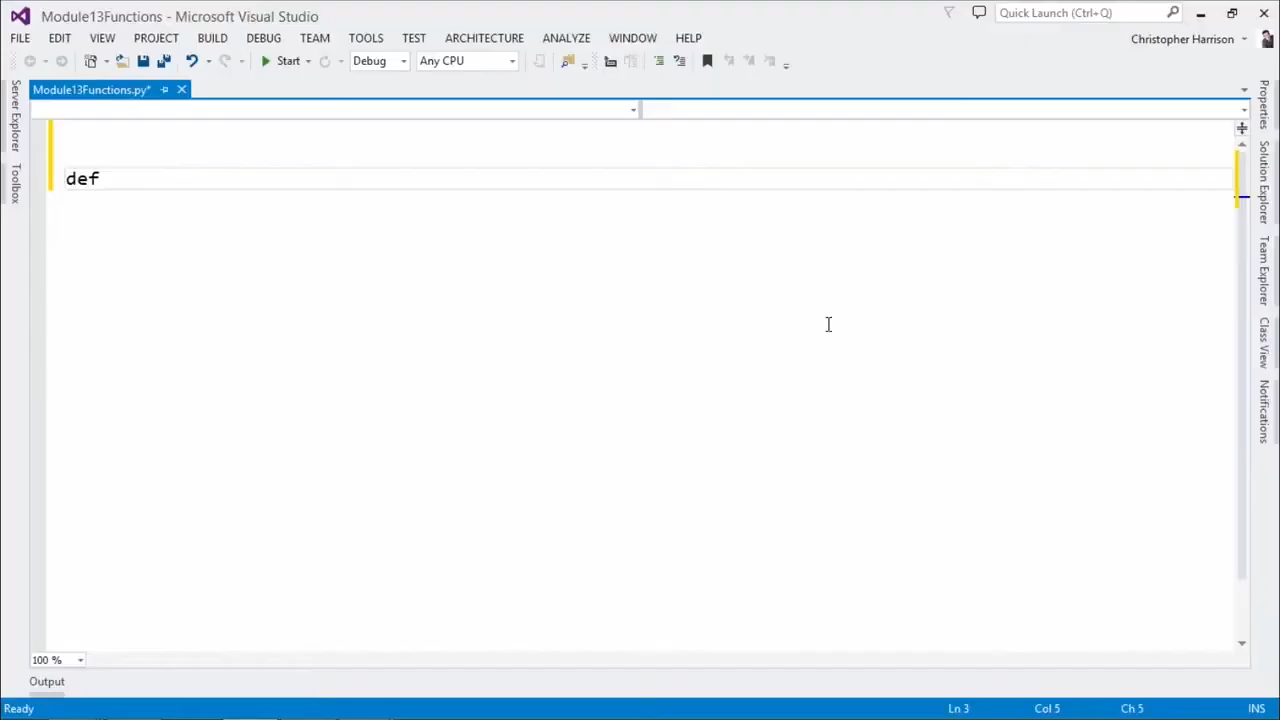 Module13Functions - Microsoft Visual Studio
Quick Launch (Ctrl+Q)
FILE EDIT VIEW PROJECT BUILD DEBUG TEAM TOOLS TEST ARCHITECTURE ANALYZE WINDOW HELP
Christopher Harrison
Start Debug Any CPU
Module13Functions.py*
Server Explorer
Toolbox
def
Properties
Solution Explorer
Team Explorer
Class View
Notifications
100 %
Output
Ready Ln 3 Col 5 Ch 5 INS